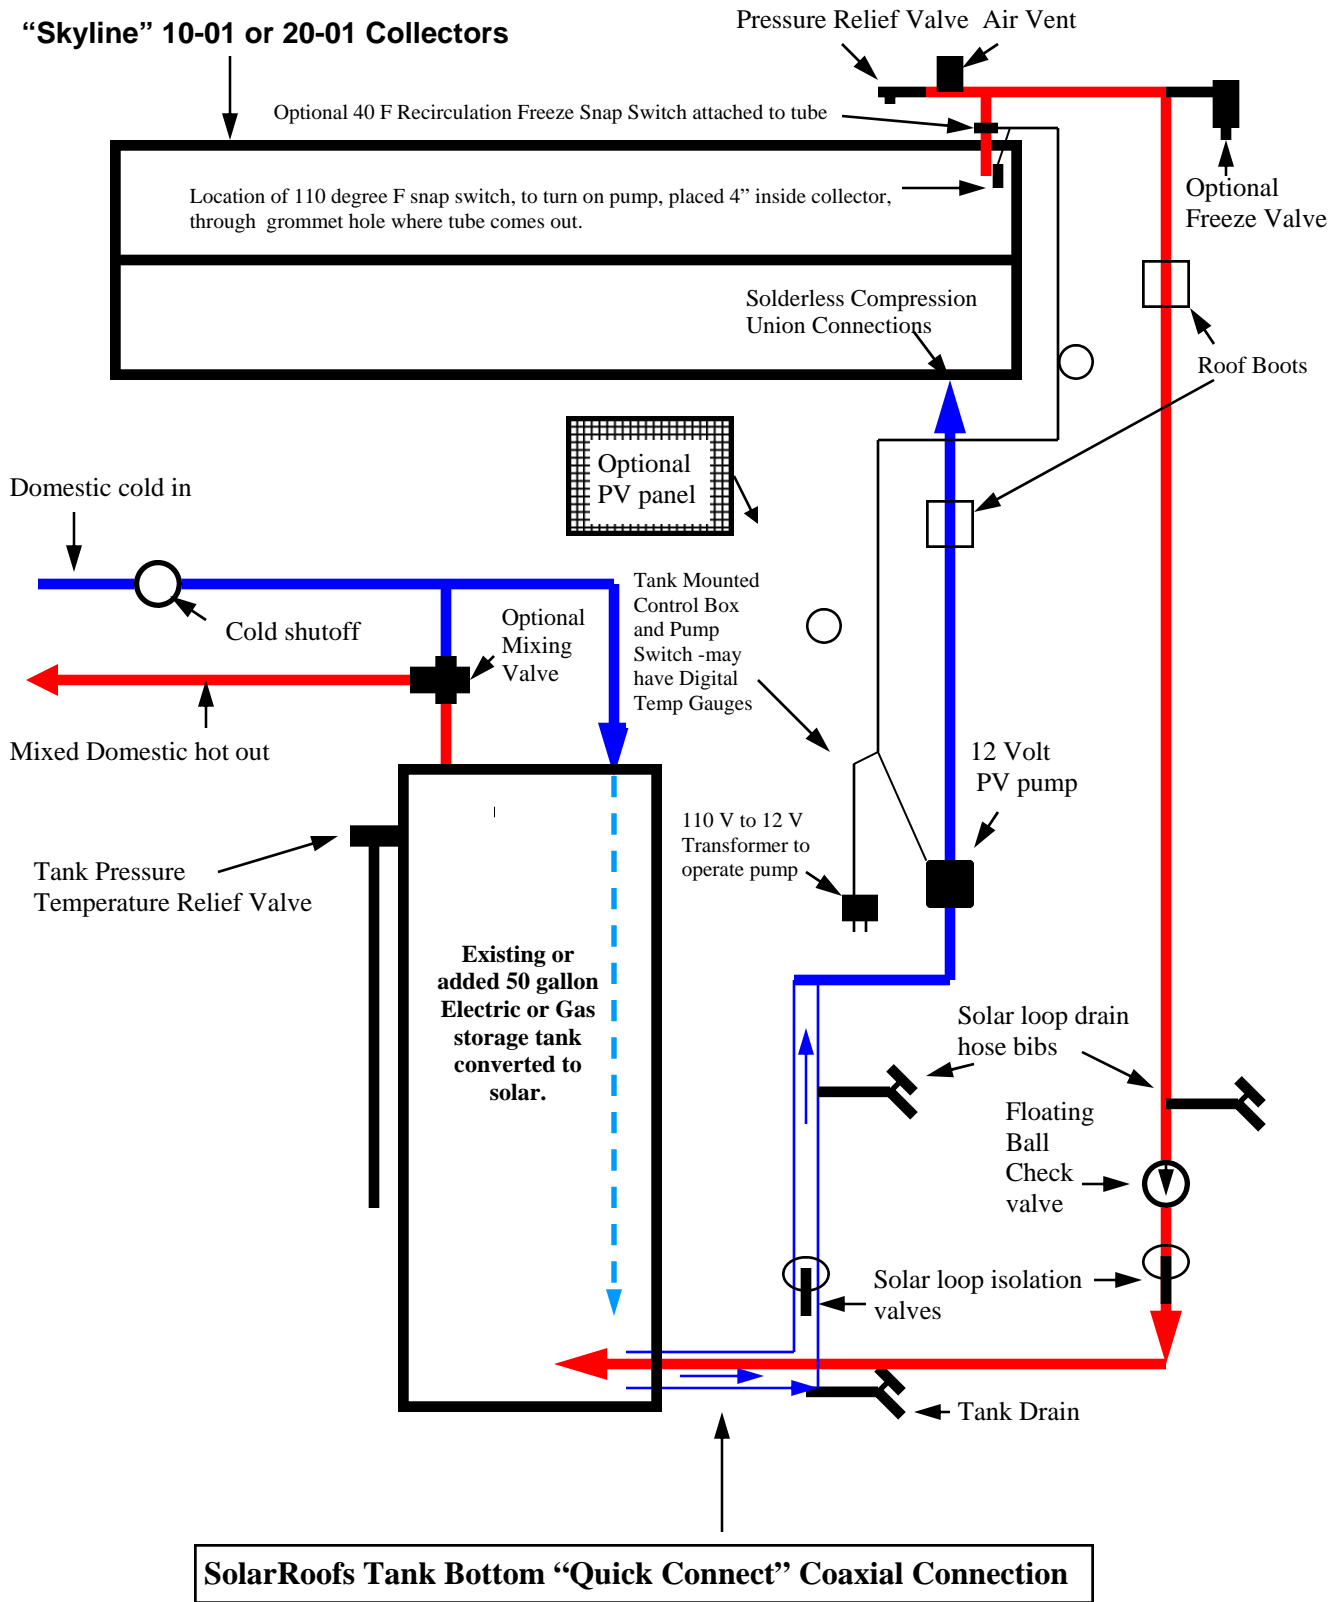 Pressure Relief Valve  Air Vent
“Skyline” 10-01 or 20-01 Collectors
Optional 40 F Recirculation Freeze Snap Switch attached to tube
Location of 110 degree F snap switch, to turn on pump, placed 4” inside collector,
through  grommet hole where tube comes out.
Optional
Freeze Valve
Solderless Compression
Union Connections
Roof Boots
Optional
PV panel
Domestic cold in
Cold shutoff
Optional
Mixing
Valve
Tank Mounted
Control Box
and Pump
Switch -may
have Digital
Temp Gauges
Mixed Domestic hot out
12 Volt
PV pump
110 V to 12 V
Transformer to
operate pump
Tank Pressure
Temperature Relief Valve
Existing or
added 50 gallon
Electric or Gas
storage tank
converted to
solar.
Solar loop drain
hose bibs
Floating
Ball
Check
valve
Solar loop isolation
valves
Tank Drain
SolarRoofs Tank Bottom “Quick Connect” Coaxial Connection